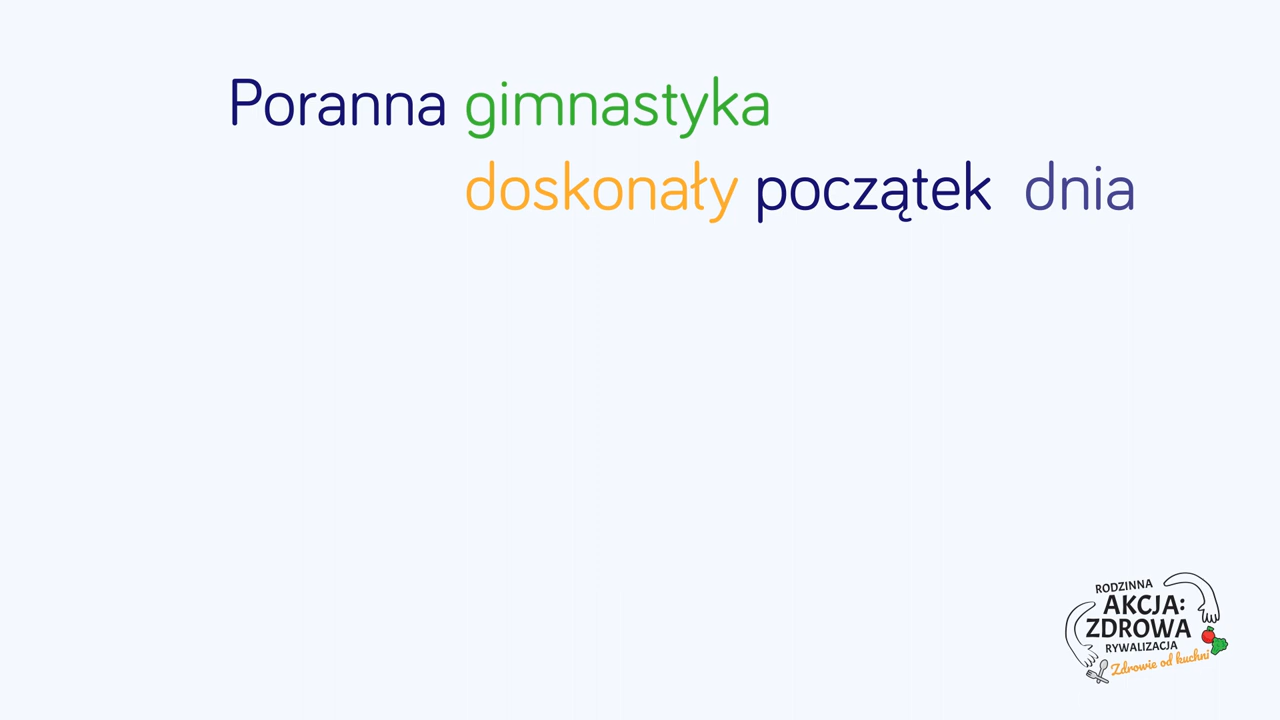 Poranna gimnastyka
doskonały początek dnia
RODZINNA
AKCJA:
ZDROWA
RYWALIZACJA
Zdrowie od kuchni